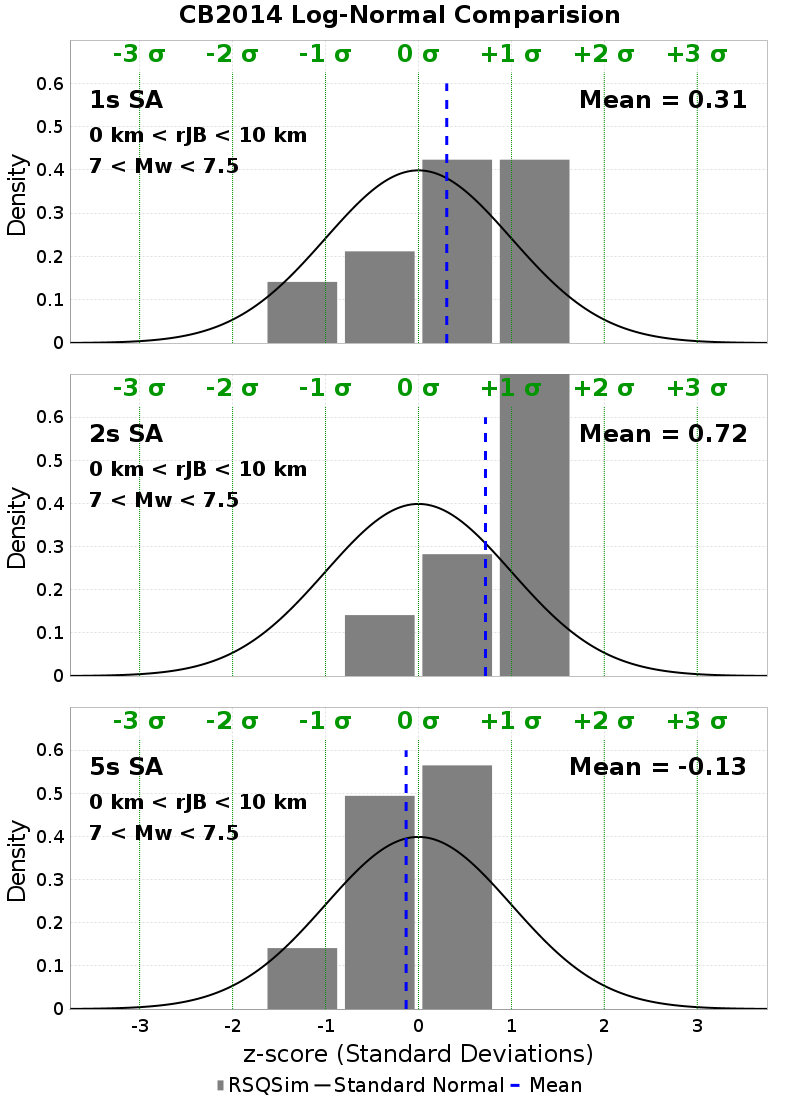 CB2014 Log-Normal Comparision
-3 σ -2 σ -1 σ 0 σ +1 σ +2 σ +3 σ
1s SA Mean = 0.31
0 km < rJB < 10 km
7 < Mw < 7.5
Density
0.6
0.5
0.4
0.3
0.2
0.1
0
-3 σ -2 σ -1 σ 0 σ +1 σ +2 σ +3 σ
2s SA Mean = 0.72
0 km < rJB < 10 km
7 < Mw < 7.5
Density
0.6
0.5
0.4
0.3
0.2
0.1
0
-3 σ -2 σ -1 σ 0 σ +1 σ +2 σ +3 σ
5s SA Mean = -0.13
0 km < rJB < 10 km
7 < Mw < 7.5
Density
0.6
0.5
0.4
0.3
0.2
0.1
0
-3 -2 -1 0 1 2 3
z-score (Standard Deviations)
RSQSim Standard Normal Mean